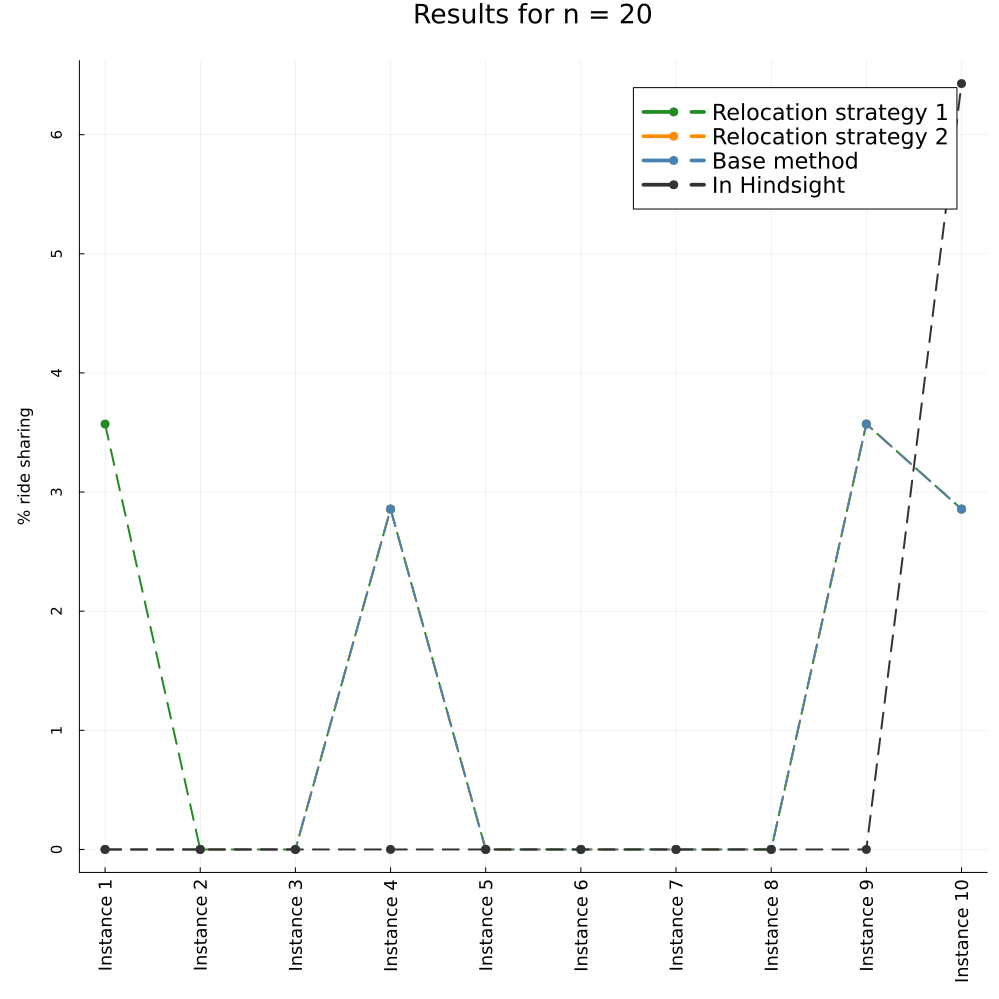 Results for n = 20
Relocation strategy 1
Relocation strategy 2
Base method
In Hindsight
% ride sharing
6
5
4
3
2
1
0
Instance 1
Instance 2
Instance 3
Instance 4
Instance 5
Instance 6
Instance 7
Instance 8
Instance 9
Instance 10